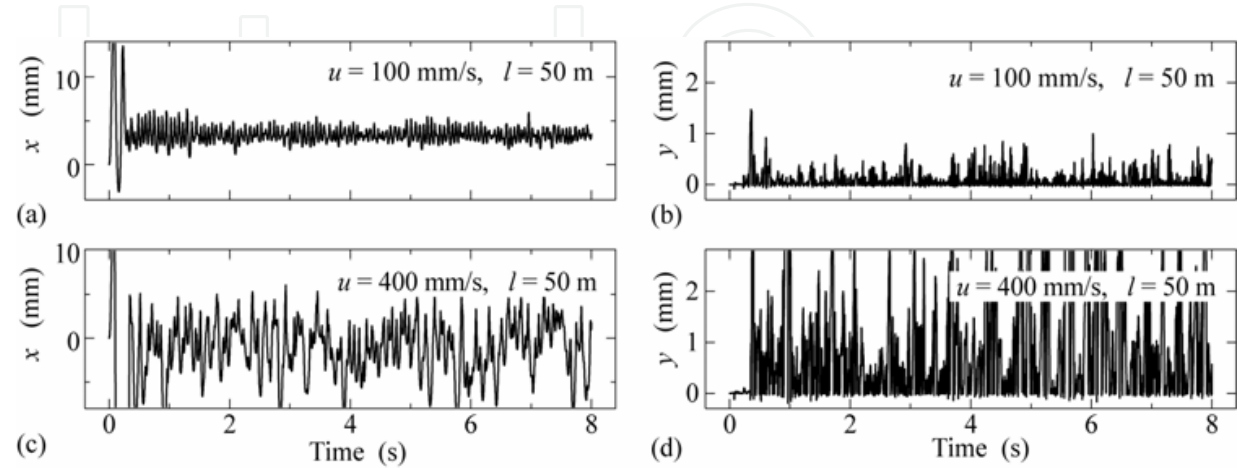 10
0
x (mm)
u = 100 mm/s, l = 50 m
(a)
2
1
0
y (mm)
u = 100 mm/s, l = 50 m
(b)
10
0
x (mm)
u = 400 mm/s, l = 50 m
0 2 4 6 8
Time (s)
(c)
2
1
0
y (mm)
u = 400 mm/s, l = 50 m
0 2 4 6 8
Time (s)
(d)